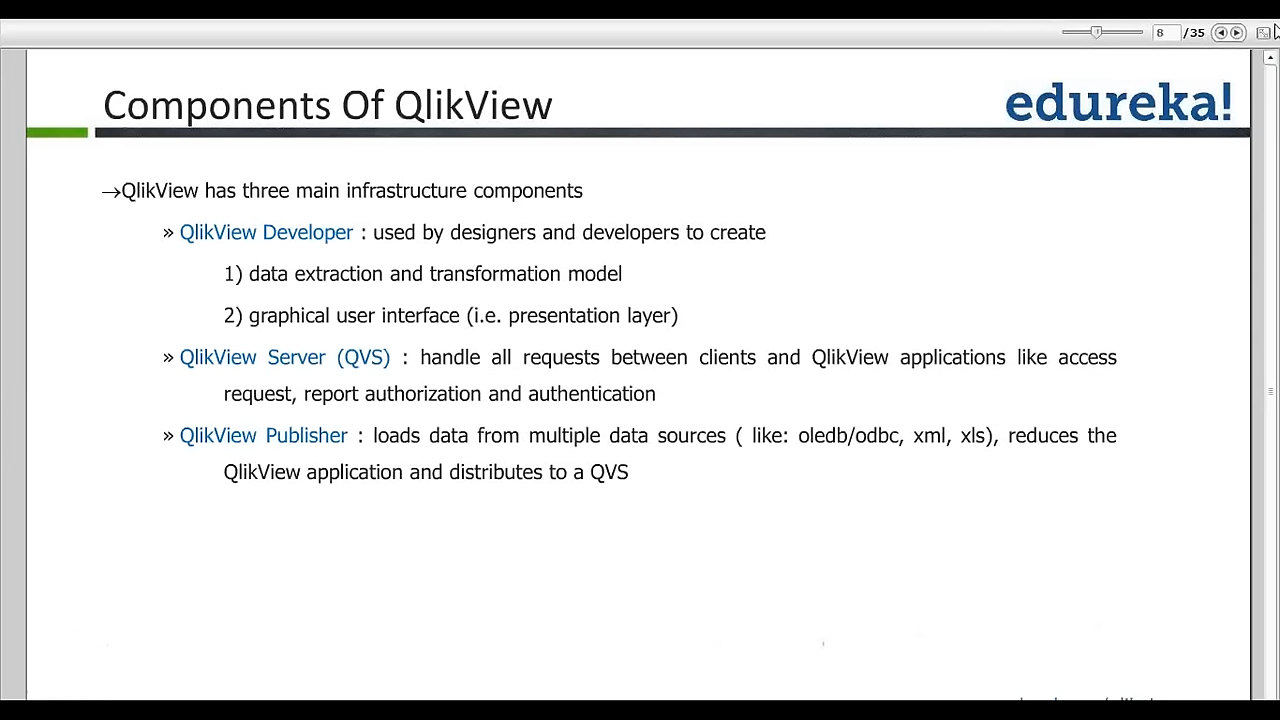 8 /35
Components Of QlikView
edureka!
→QlikView has three main infrastructure components
» QlikView Developer : used by designers and developers to create
1) data extraction and transformation model
2) graphical user interface (i.e. presentation layer)
» QlikView Server (QVS) : handle all requests between clients and QlikView applications like access
request, report authorization and authentication
» QlikView Publisher : loads data from multiple data sources ( like: oledb/odbc, xml, xls), reduces the
QlikView application and distributes to a QVS